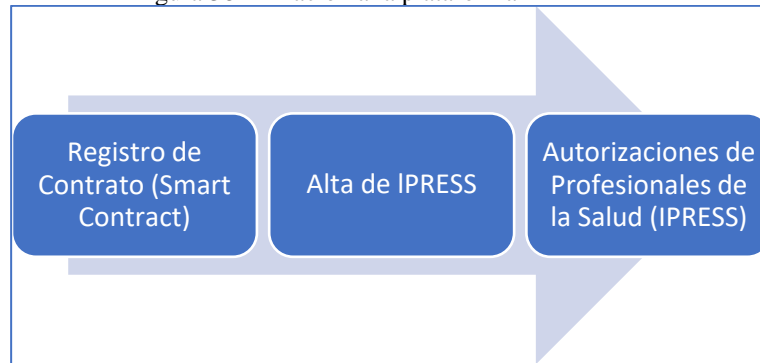 Registro de
Contrato (Smart
Contract)
Alta de lPRESS
Autorizaciones de
Profesionales de
la Salud (IPRESS)